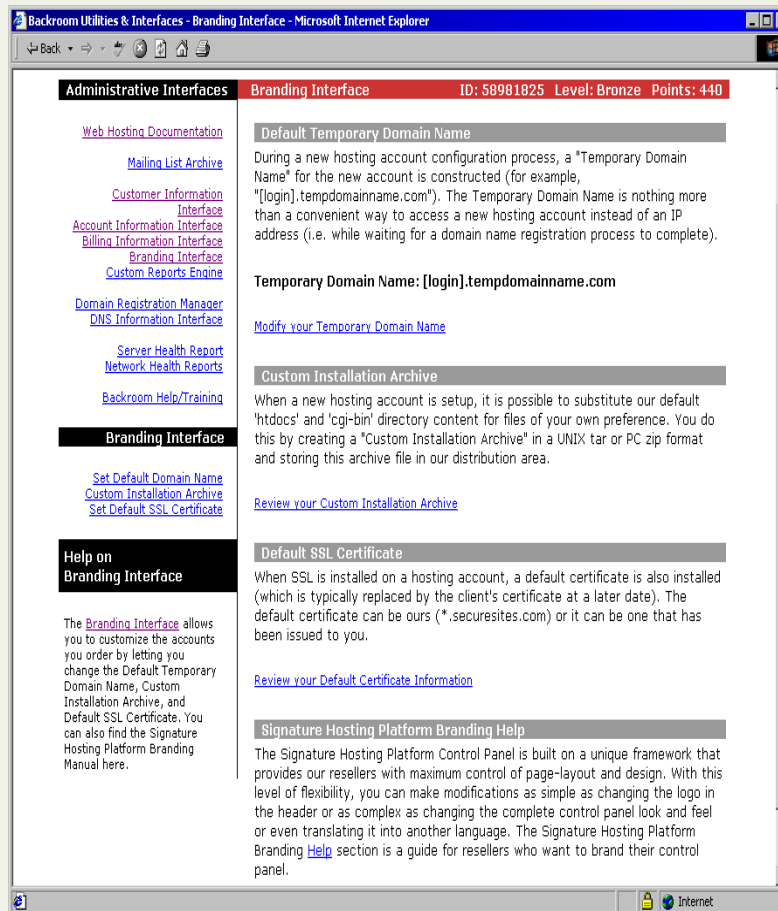 Backroom Utilities & Interfaces - Branding Interface - Microsoft Internet Explorer
Back
Administrative Interfaces
Branding Interface ID: 58981825 Level: Bronze Points: 440
Web Hosting Documentation
Mailing List Archive
Customer Information
Interface
Account Information Interface
Billing Information Interface
Branding Interface
Custom Reports Engine
Domain Registration Manager
DNS Information Interface
Server Health Report
Network Health Reports
Backroom Help/Training
Branding Interface
Set Default Domain Name
Custom Installation Archive
Set Default SSL Certificate
Help on
Branding Interface
The Branding Interface allows
you to customize the accounts
you order by letting you
change the Default Temporary
Domain Name, Custom
Installation Archive, and
Default SSL Certificate. You
can also find the Signature
Hosting Platform Branding
Manual here.
Default Temporary Domain Name
During a new hosting account configuration process, a "Temporary Domain
Name" for the new account is constructed (for example,
"[login].tempdomainname.com"). The Temporary Domain Name is nothing more
than a convenient way to access a new hosting account instead of an IP
address (i.e. while waiting for a domain name registration process to complete).
Temporary Domain Name: [login].tempdomainname.com
Modify your Temporary Domain Name
Custom Installation Archive
When a new hosting account is setup, it is possible to substitute our default
'htdocs' and 'cgi-bin' directory content for files of your own preference. You do
this by creating a "Custom Installation Archive" in a UNIX tar or PC zip format
and storing this archive file in our distribution area.
Review your Custom Installation Archive
Default SSL Certificate
When SSL is installed on a hosting account, a default certificate is also installed
(which is typically replaced by the client's certificate at a later date). The
default certificate can be ours (*.securesites.com) or it can be one that has
been issued to you.
Review your Default Certificate Information
Signature Hosting Platform Branding Help
The Signature Hosting Platform Control Panel is built on a unique framework that
provides our resellers with maximum control of page-layout and design. With this
level of flexibility, you can make modifications as simple as changing the logo in
the header or as complex as changing the complete control panel look and feel
or even translating it into another language. The Signature Hosting Platform
Branding Help section is a guide for resellers who want to brand their control
panel.
Internet